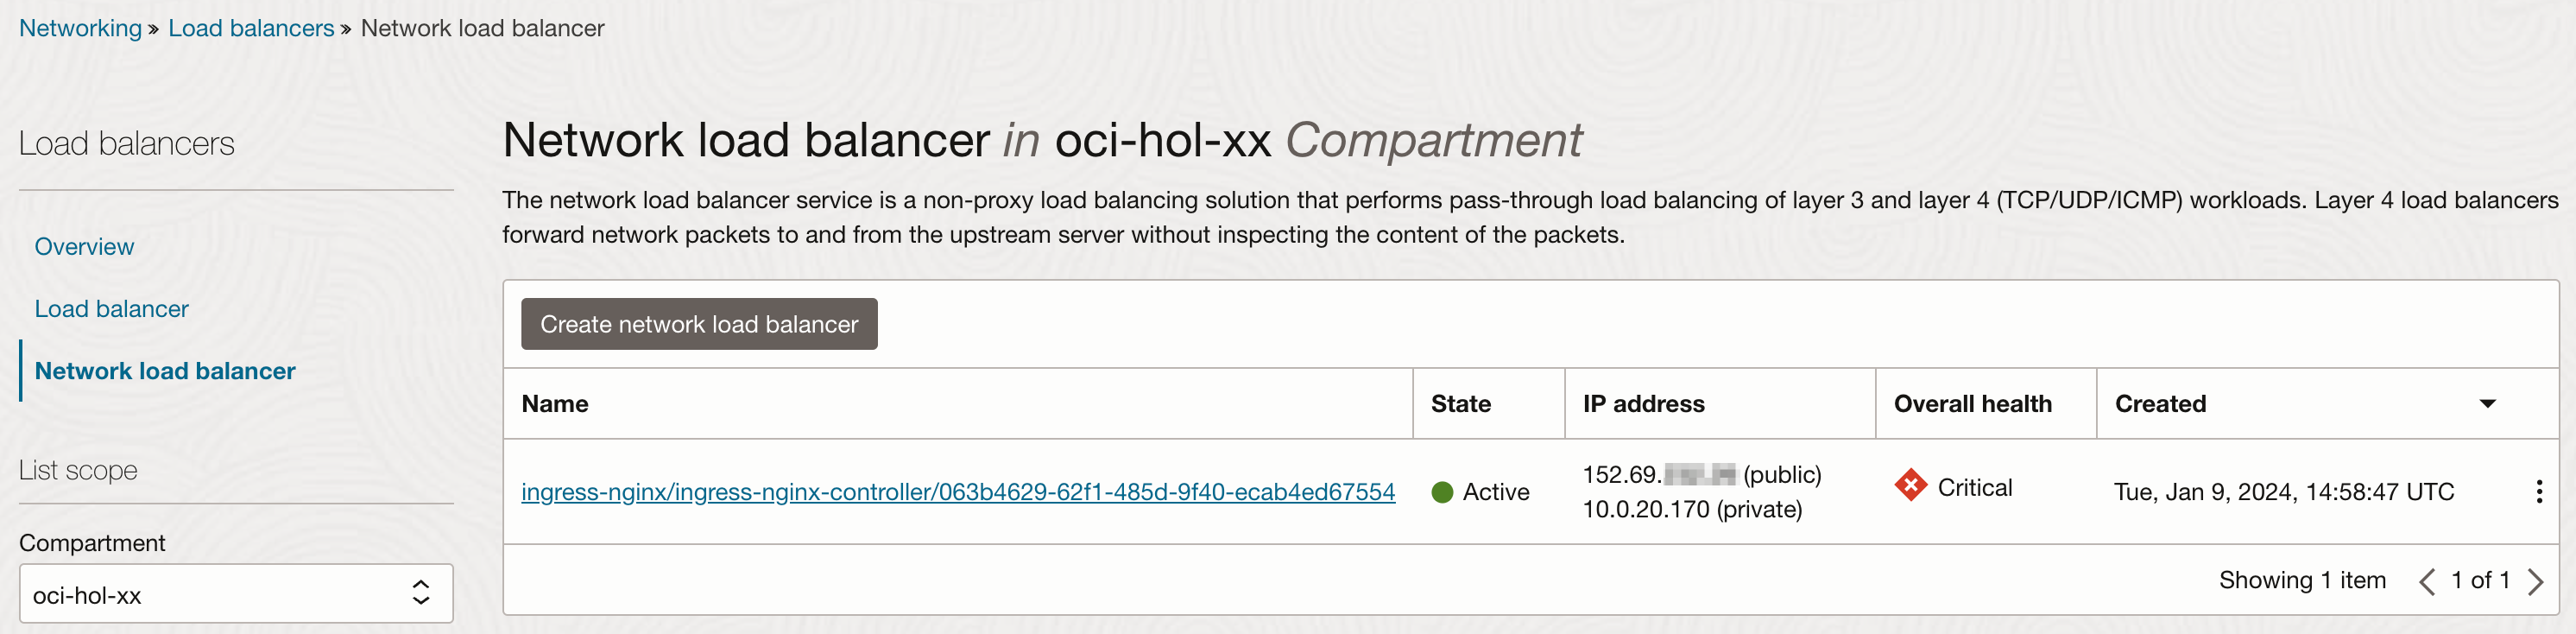 Networking » Load balancers » Network load balancer
Load balancers
Overview
Load balancer
Network load balancer
List scope
Compartment
oci-hol-xx
Network load balancer in oci-hol-xx Compartment
The network load balancer service is a non-proxy load balancing solution that performs pass-through load balancing of layer 3 and layer 4 (TCP/UDP/ICMP) workloads. Layer 4 load balancers
forward network packets to and from the upstream server without inspecting the content of the packets.
Create network load balancer
Name State IP address Overall health Created
ingress-nginx/ingress-nginx-controller/063b4629-62f1-485d-9f40-ecab4ed67554 Active 152.69. (public) Critical Tue, Jan 9, 2024, 14:58:47 UTC
10.0.20.170 (private)
Showing 1 item 1 of 1